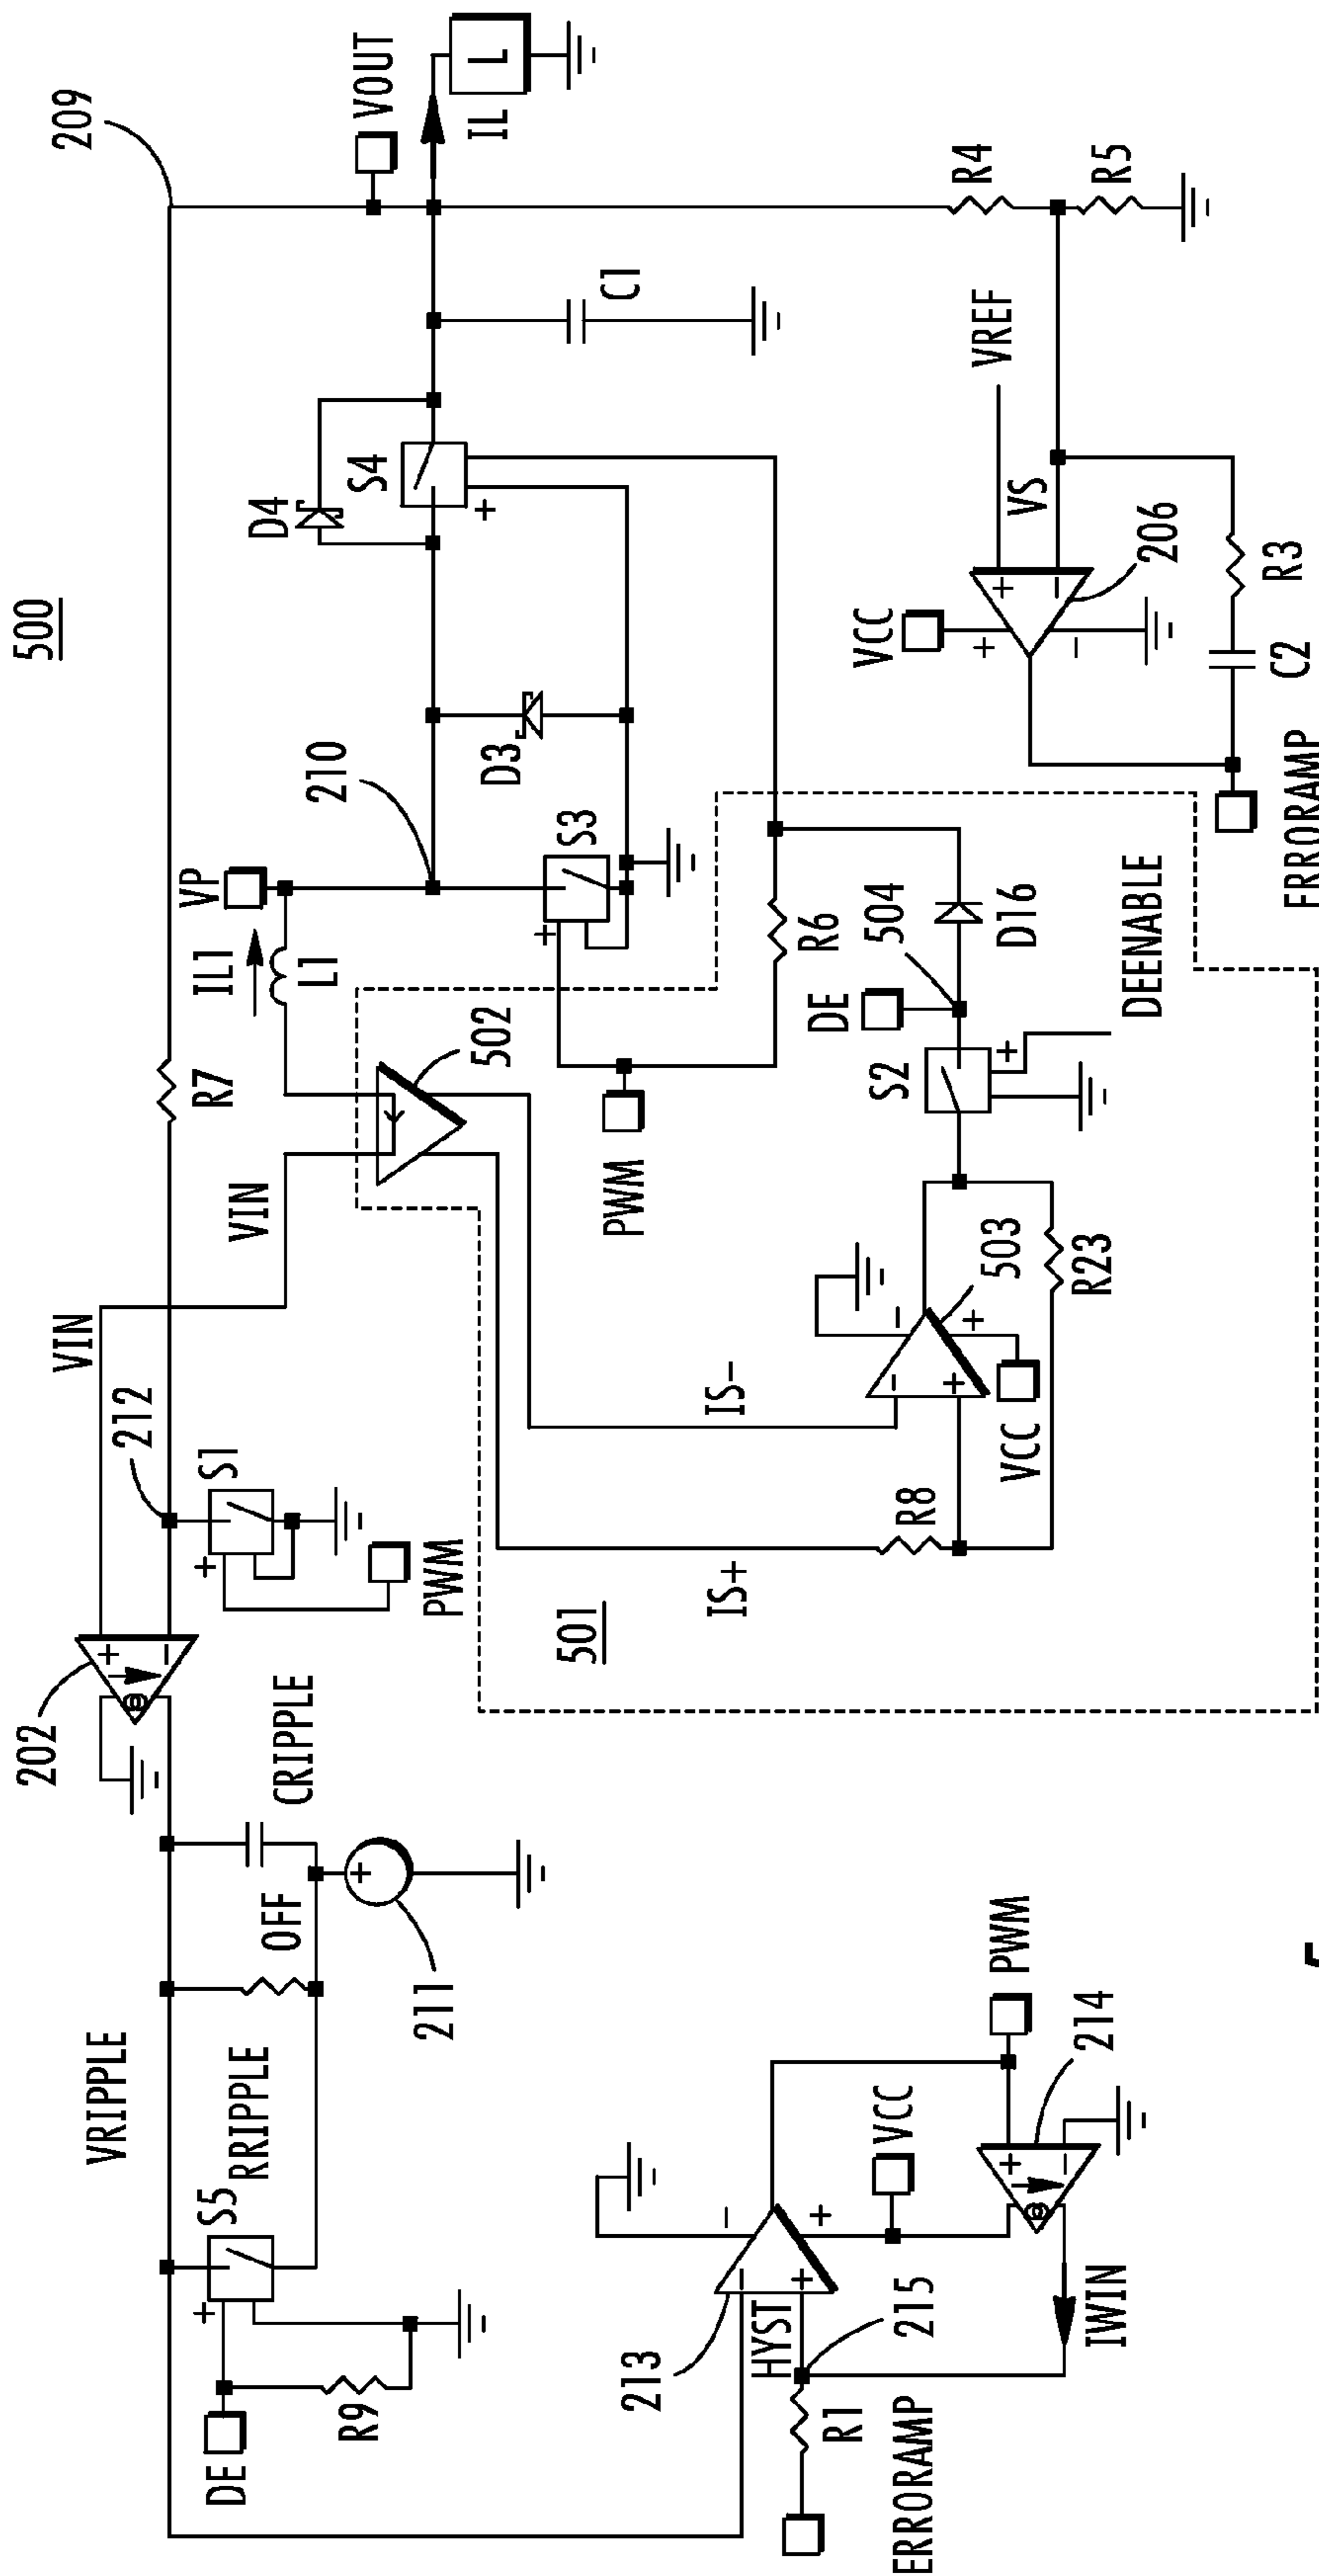 500
209
VOUT
L
IL
R4
R5
C1
VREF
D4
S4
+
VS
206
VCC
+
−
+
−
R3
C2
ERRORAMP
210
D3
VP
IL1
L1
S3
+
R6
504
D16
DE
DEENABLE
S2
+
R7
502
PWM
VIN
VIN
503
−
+
−
+
R23
VCC
IS−
R8
IS+
501
212
S1
+
PWM
202
+
−
CRIPPLE
OFF
+
211
VRIPPLE
RRIPPLE
S5
+
R9
DE
PWM
214
VCC
−
+
−
+
+
−
215
213
HYST
IWIN
R1
ERRORAMP